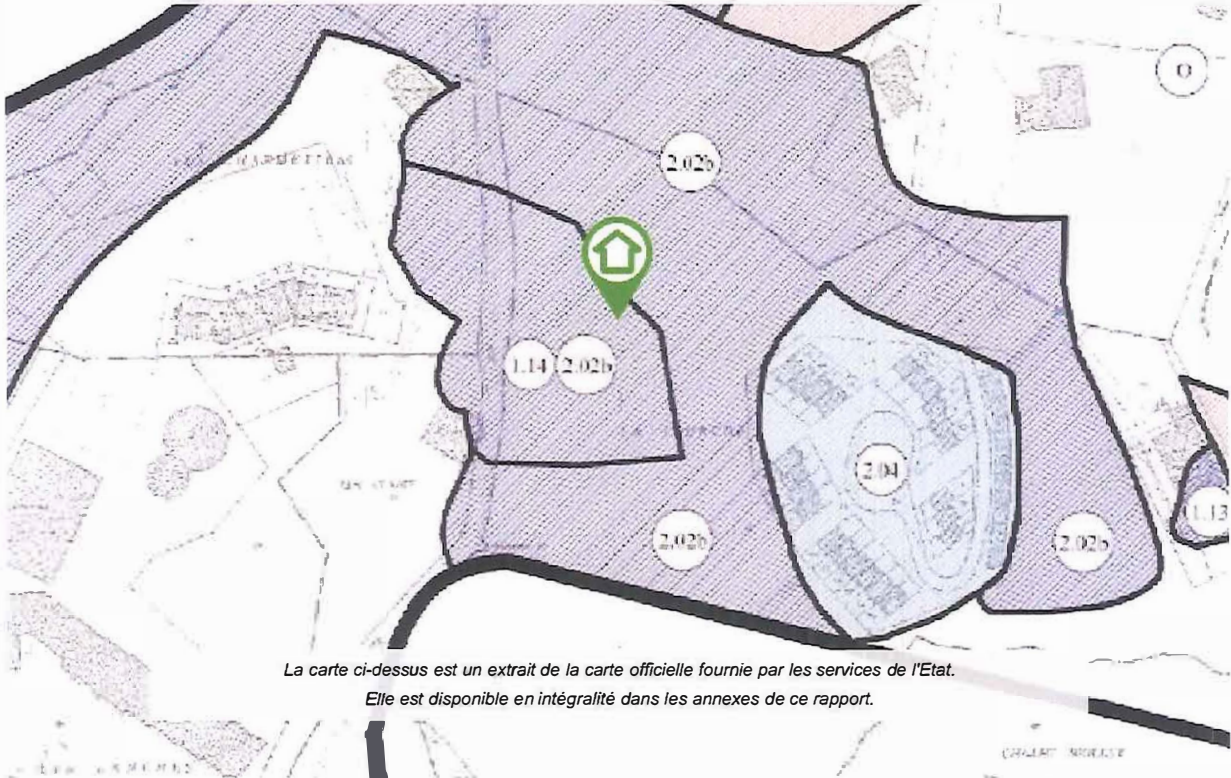 O
2.02b
1.14 2.02b
2.04
1.13
2.02b
2.02b
La carte ci-dessus est un extrait de la carte officielle fournie par les services de l'Etat.
Elle est disponible en intégralité dans les annexes de ce rapport.